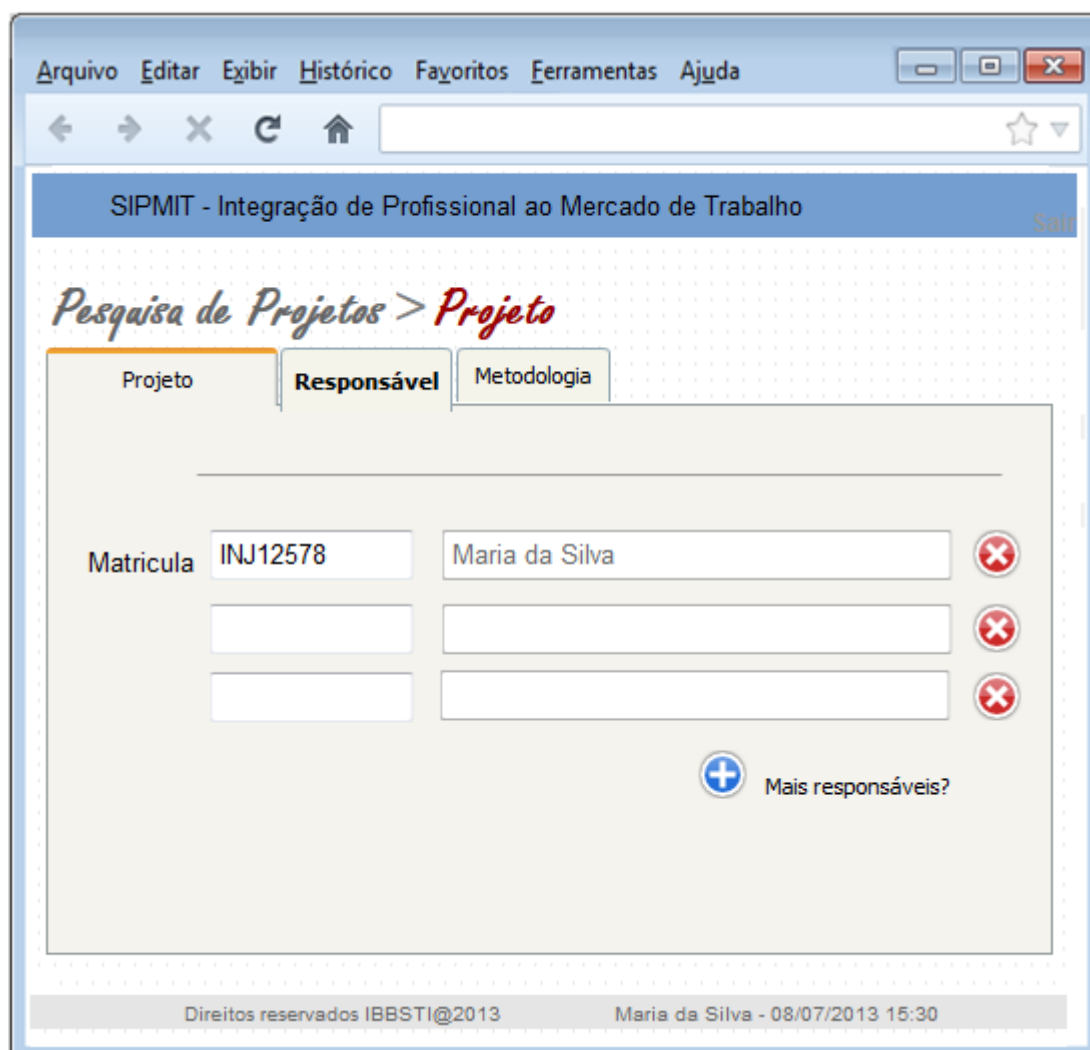 Arquivo Editar Exibir Histórico Favoritos Ferramentas Ajuda
SIPMIT - Integração de Profissional ao Mercado de Trabalho
Sair
Pesquisa de Projetos > Projeto
Projeto Responsável Metodologia
Matricula INJ12578 Maria da Silva
Mais responsáveis?
Direitos reservados IBBSTI@2013 Maria da Silva - 08/07/2013 15:30